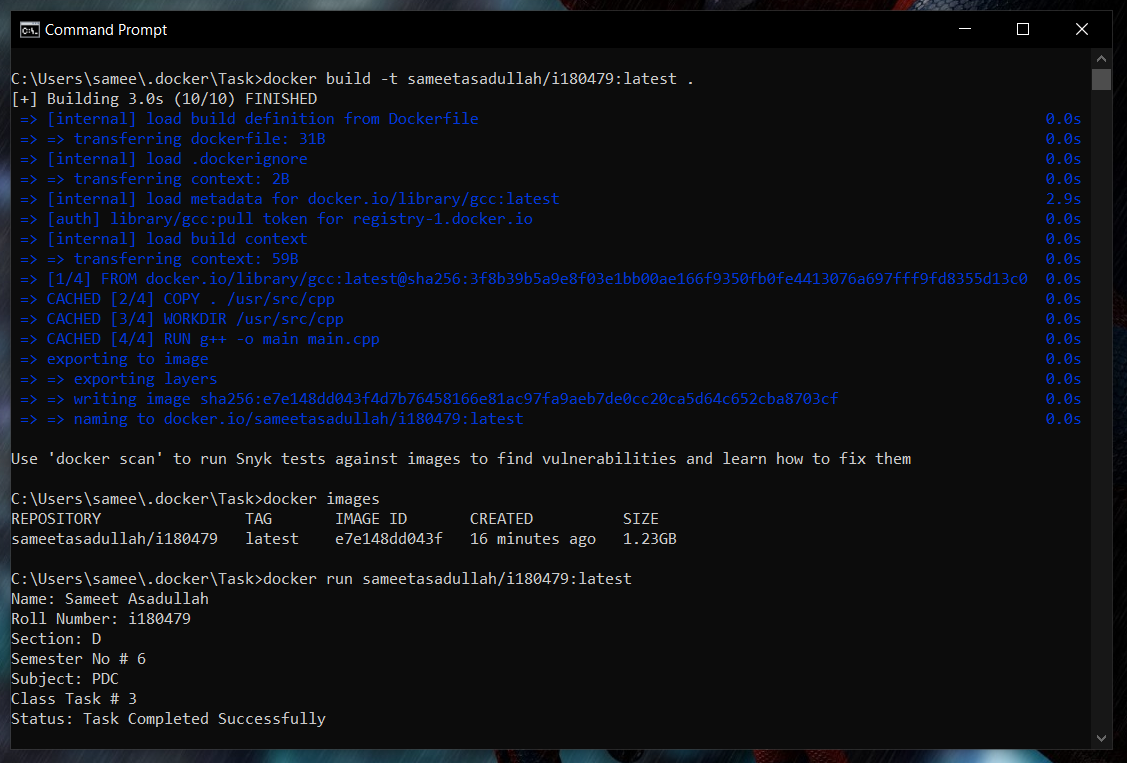 Command Prompt
C:\Users\samee\.docker\Task>docker build -t sameetasadullah/i180479:latest .
[+] Building 3.0s (10/10) FINISHED
=> [internal] load build definition from Dockerfile 0.0s
=> => transferring dockerfile: 31B 0.0s
=> [internal] load .dockerignore 0.0s
=> => transferring context: 2B 0.0s
=> [internal] load metadata for docker.io/library/gcc:latest 2.9s
=> [auth] library/gcc:pull token for registry-1.docker.io 0.0s
=> [internal] load build context 0.0s
=> => transferring context: 59B 0.0s
=> [1/4] FROM docker.io/library/gcc:latest@sha256:3f8b39b5a9e8f03e1bb00ae166f9350fb0fe4413076a697fff9fd8355d13c0 0.0s
=> CACHED [2/4] COPY . /usr/src/cpp 0.0s
=> CACHED [3/4] WORKDIR /usr/src/cpp 0.0s
=> CACHED [4/4] RUN g++ -o main main.cpp 0.0s
=> exporting to image 0.0s
=> => exporting layers 0.0s
=> => writing image sha256:e7e148dd043f4d7b76458166e81ac97fa9aeb7de0cc20ca5d64c652cba8703cf 0.0s
=> => naming to docker.io/sameetasadullah/i180479:latest 0.0s
Use 'docker scan' to run Snyk tests against images to find vulnerabilities and learn how to fix them
C:\Users\samee\.docker\Task>docker images
REPOSITORY TAG IMAGE ID CREATED SIZE
sameetasadullah/i180479 latest e7e148dd043f 16 minutes ago 1.23GB
C:\Users\samee\.docker\Task>docker run sameetasadullah/i180479:latest
Name: Sameet Asadullah
Roll Number: i180479
Section: D
Semester No # 6
Subject: PDC
Class Task # 3
Status: Task Completed Successfully